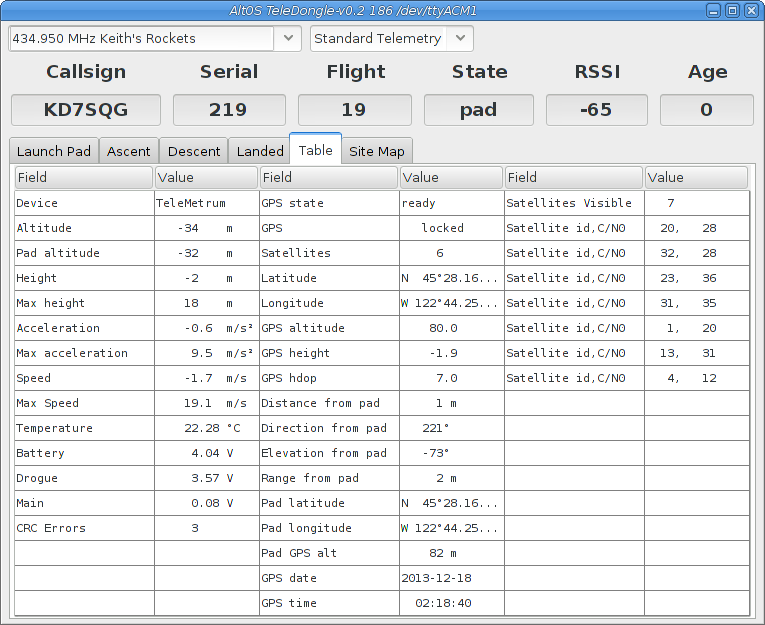 AltOS TeleDongle-v0.2 186 /dev/ttyACM1
434.950 MHz Keith's Rockets Standard Telemetry
Callsign Serial Flight State RSSI Age
KD7SQG 219 19 pad -65 0
Launch Pad Ascent Descent Landed Table Site Map
Field Value Field Value Field Value
Device TeleMetrum GPS state ready Satellites Visible 7
Altitude -34 m GPS locked Satellite id,C/N0 20, 28
Pad altitude -32 m Satellites 6 Satellite id,C/N0 32, 28
Height -2 m Latitude N 45°28.16... Satellite id,C/N0 23, 36
Max height 18 m Longitude W 122°44.25... Satellite id,C/N0 31, 35
Acceleration -0.6 m/s² GPS altitude 80.0 Satellite id,C/N0 1, 20
Max acceleration 9.5 m/s² GPS height -1.9 Satellite id,C/N0 13, 31
Speed -1.7 m/s GPS hdop 7.0 Satellite id,C/N0 4, 12
Max Speed 19.1 m/s Distance from pad 1 m
Temperature 22.28 °C Direction from pad 221°
Battery 4.04 V Elevation from pad -73°
Drogue 3.57 V Range from pad 2 m
Main 0.08 V Pad latitude N 45°28.16...
CRC Errors 3 Pad longitude W 122°44.25...
Pad GPS alt 82 m
GPS date 2013-12-18
GPS time 02:18:40